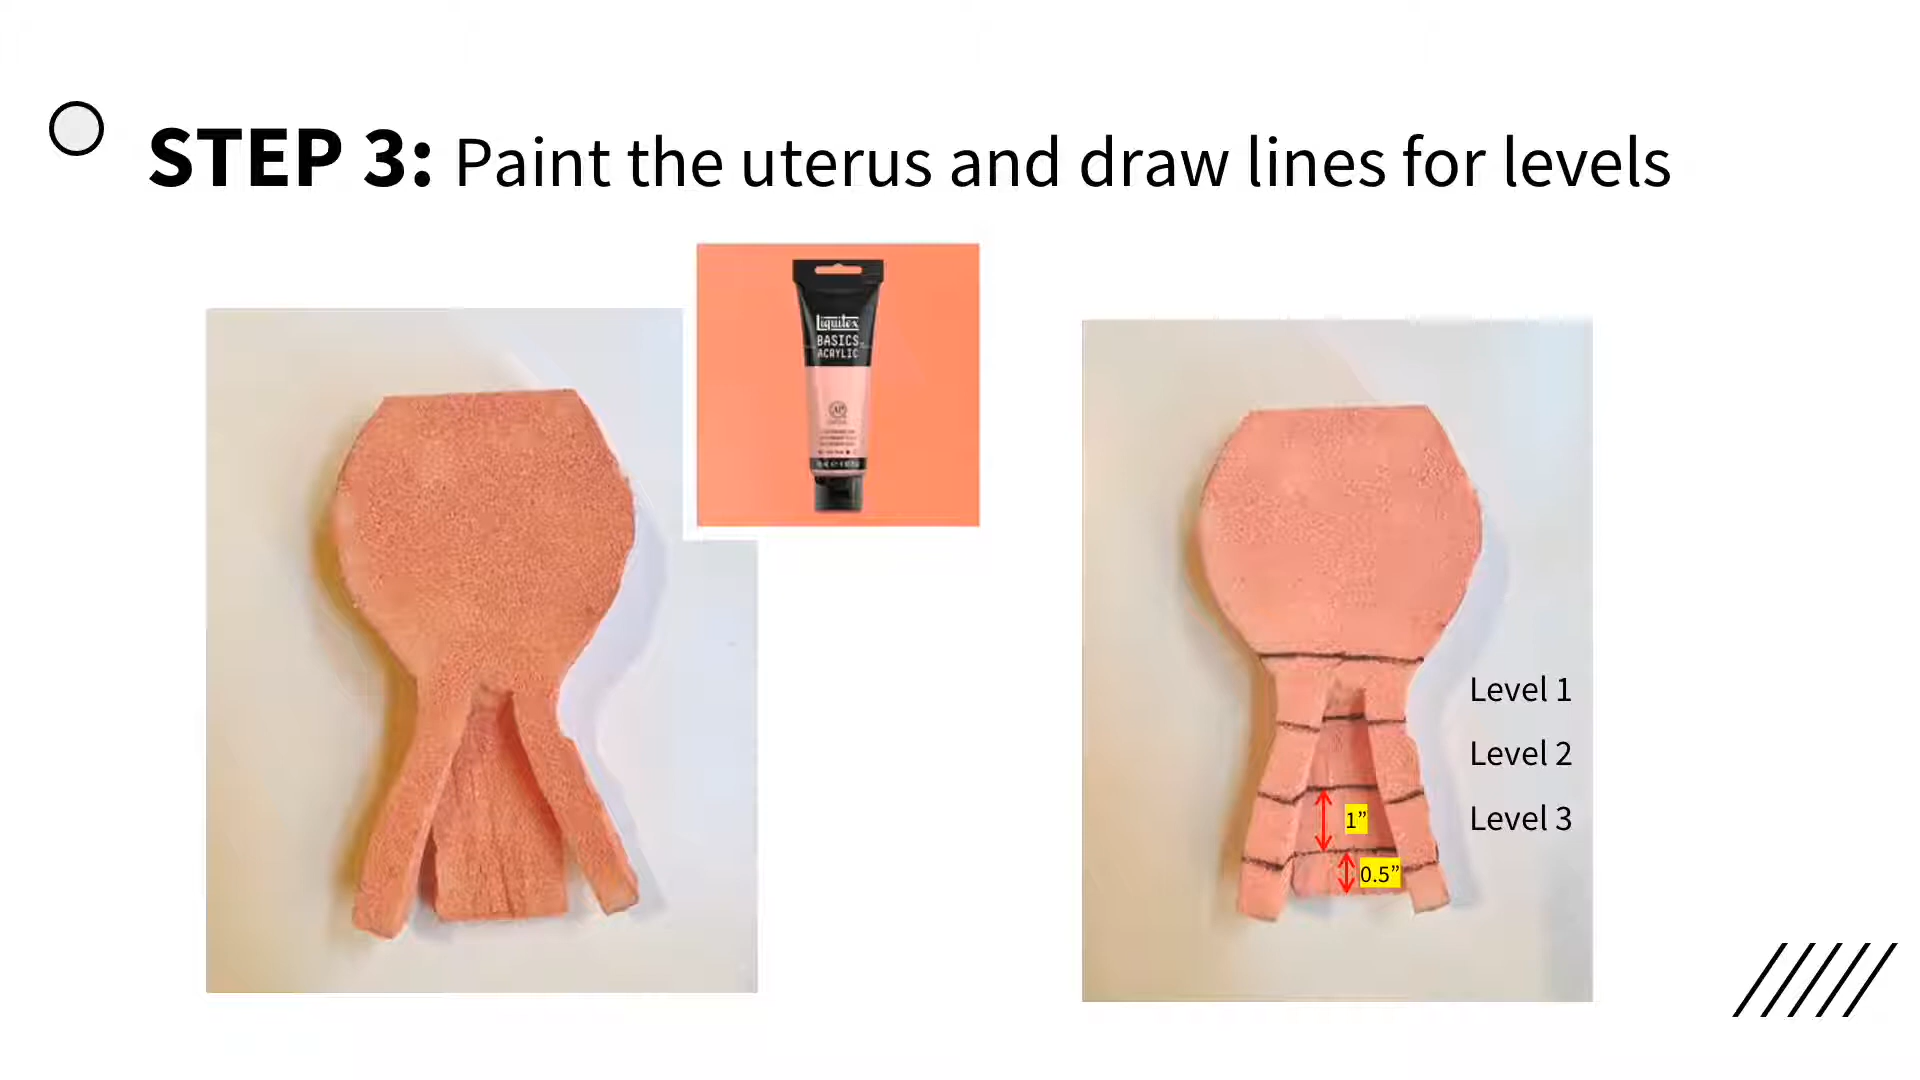 STEP 3: Paint the uterus and draw lines for levels
Liquitex
BASICS
ACRYLIC
Level 1
Level 2
Level 3
1”
0.5”